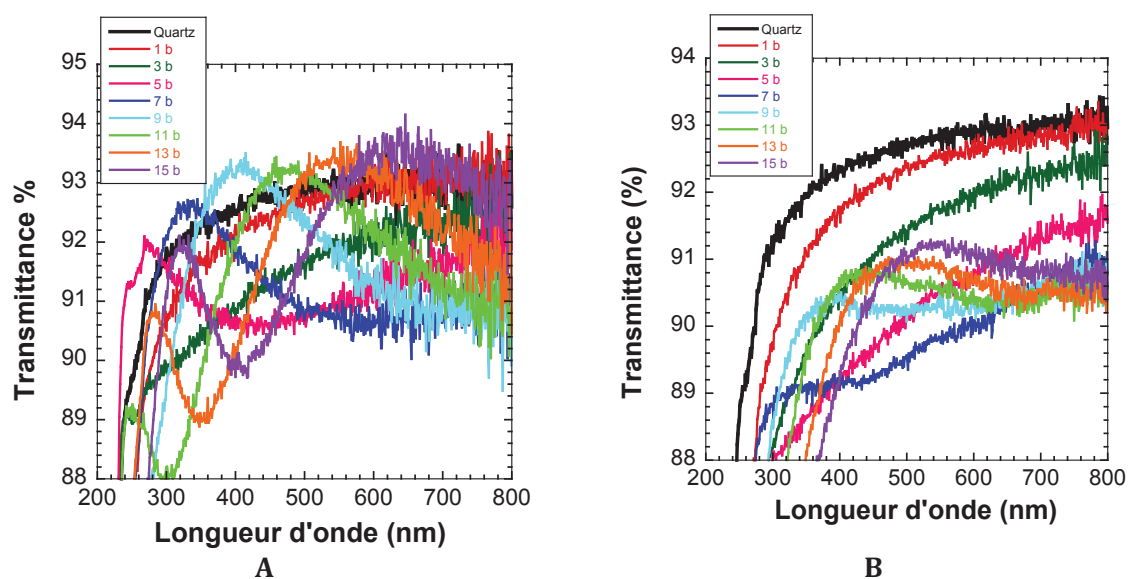 Quartz
1 b
3 b
5 b
7 b
9 b
11 b
13 b
15 b
95
94
93
92
91
90
89
88
200 300 400 500 600 700 800
Transmittance %
Longueur d'onde (nm)
A
Quartz
1 b
3 b
5 b
7 b
9 b
11 b
13 b
15 b
94
93
92
91
90
89
88
200 300 400 500 600 700 800
Transmittance (%)
Longueur d'onde (nm)
B